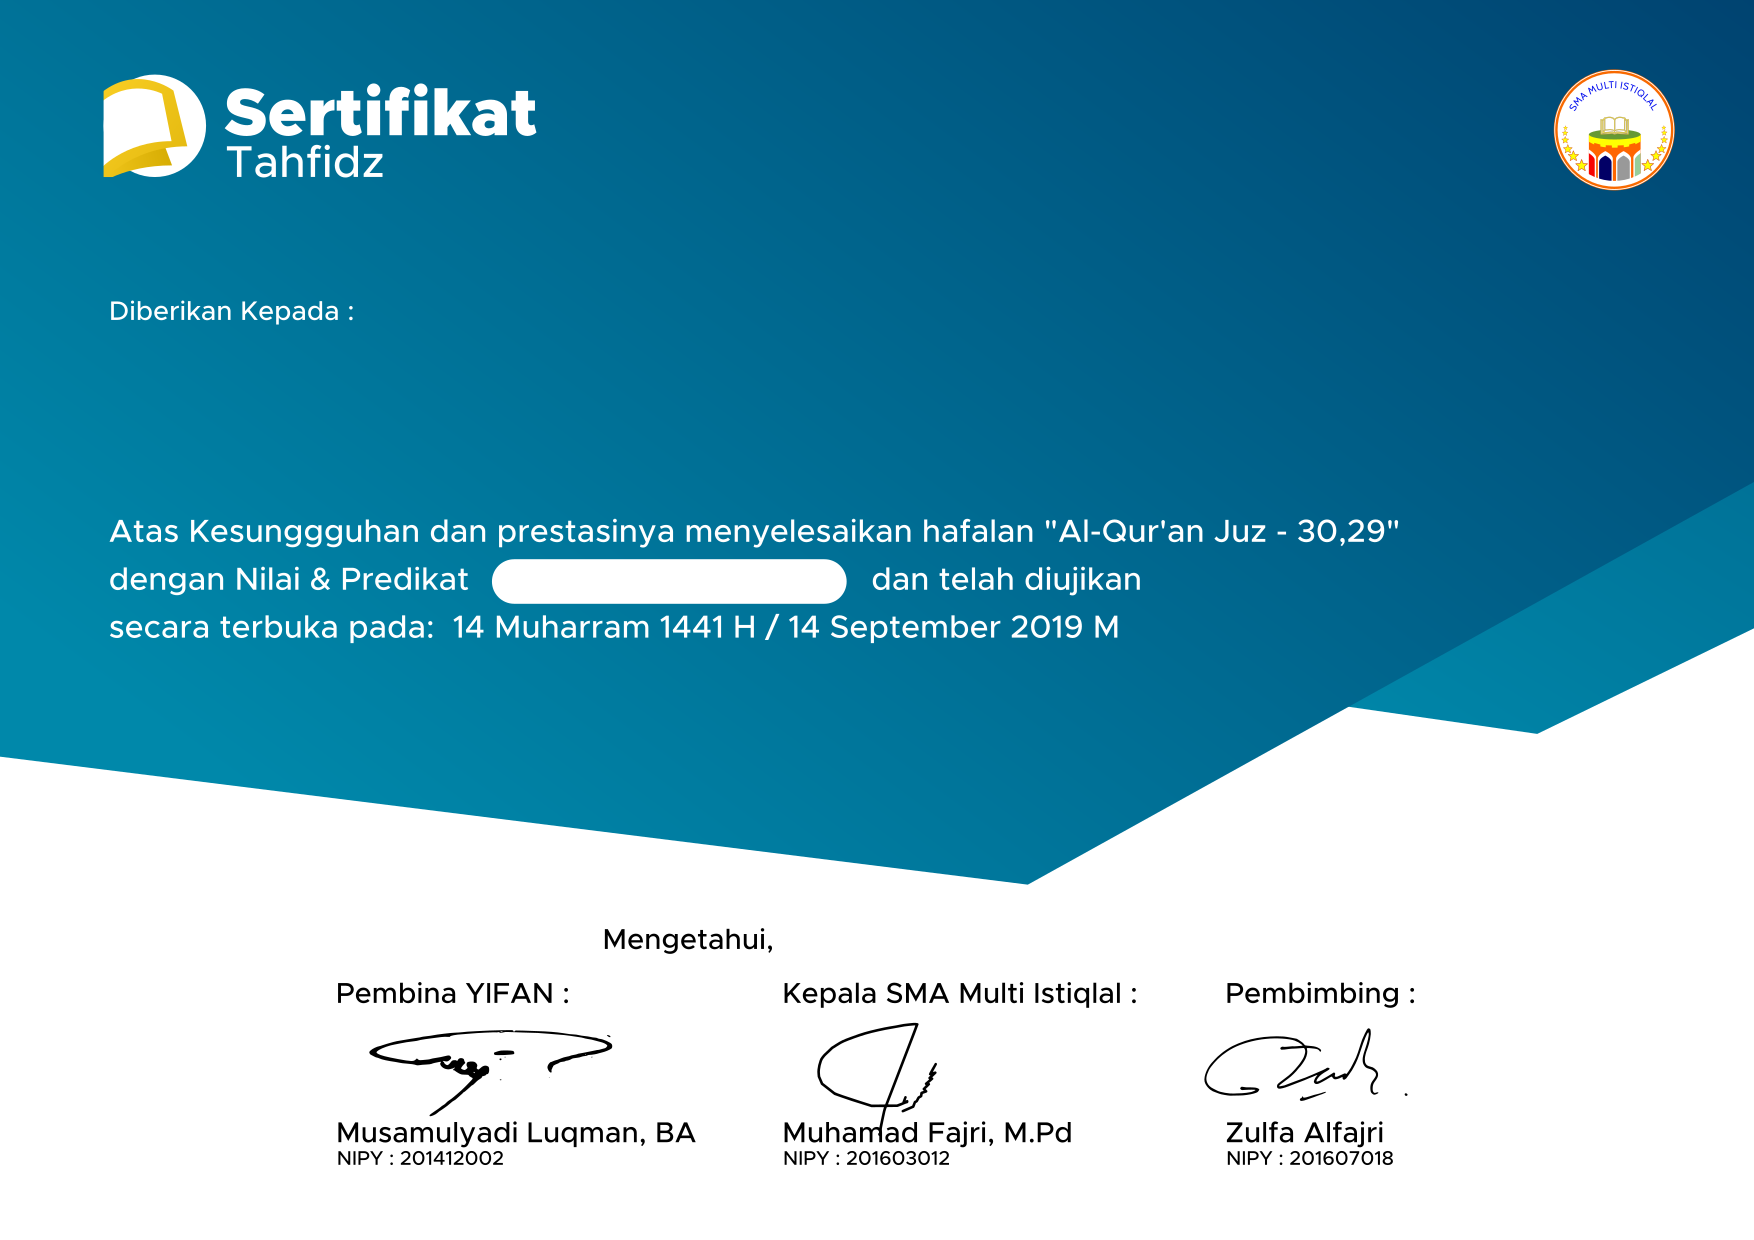 Sertifikat
Tahfidz
SMA MULTI ISTIQLAL
Diberikan Kepada :
Atas Kesunggguhan dan prestasinya menyelesaikan hafalan "Al-Qur'an Juz - 30,29"
dengan Nilai & Predikat dan telah diujikan
secara terbuka pada: 14 Muharram 1441 H / 14 September 2019 M
Mengetahui,
Pembina YIFAN :
Musamulyadi Luqman, BA
NIPY : 201412002
Kepala SMA Multi Istiqlal :
Muhamad Fajri, M.Pd
NIPY : 201603012
Pembimbing :
Zulfa Alfajri
NIPY : 201607018